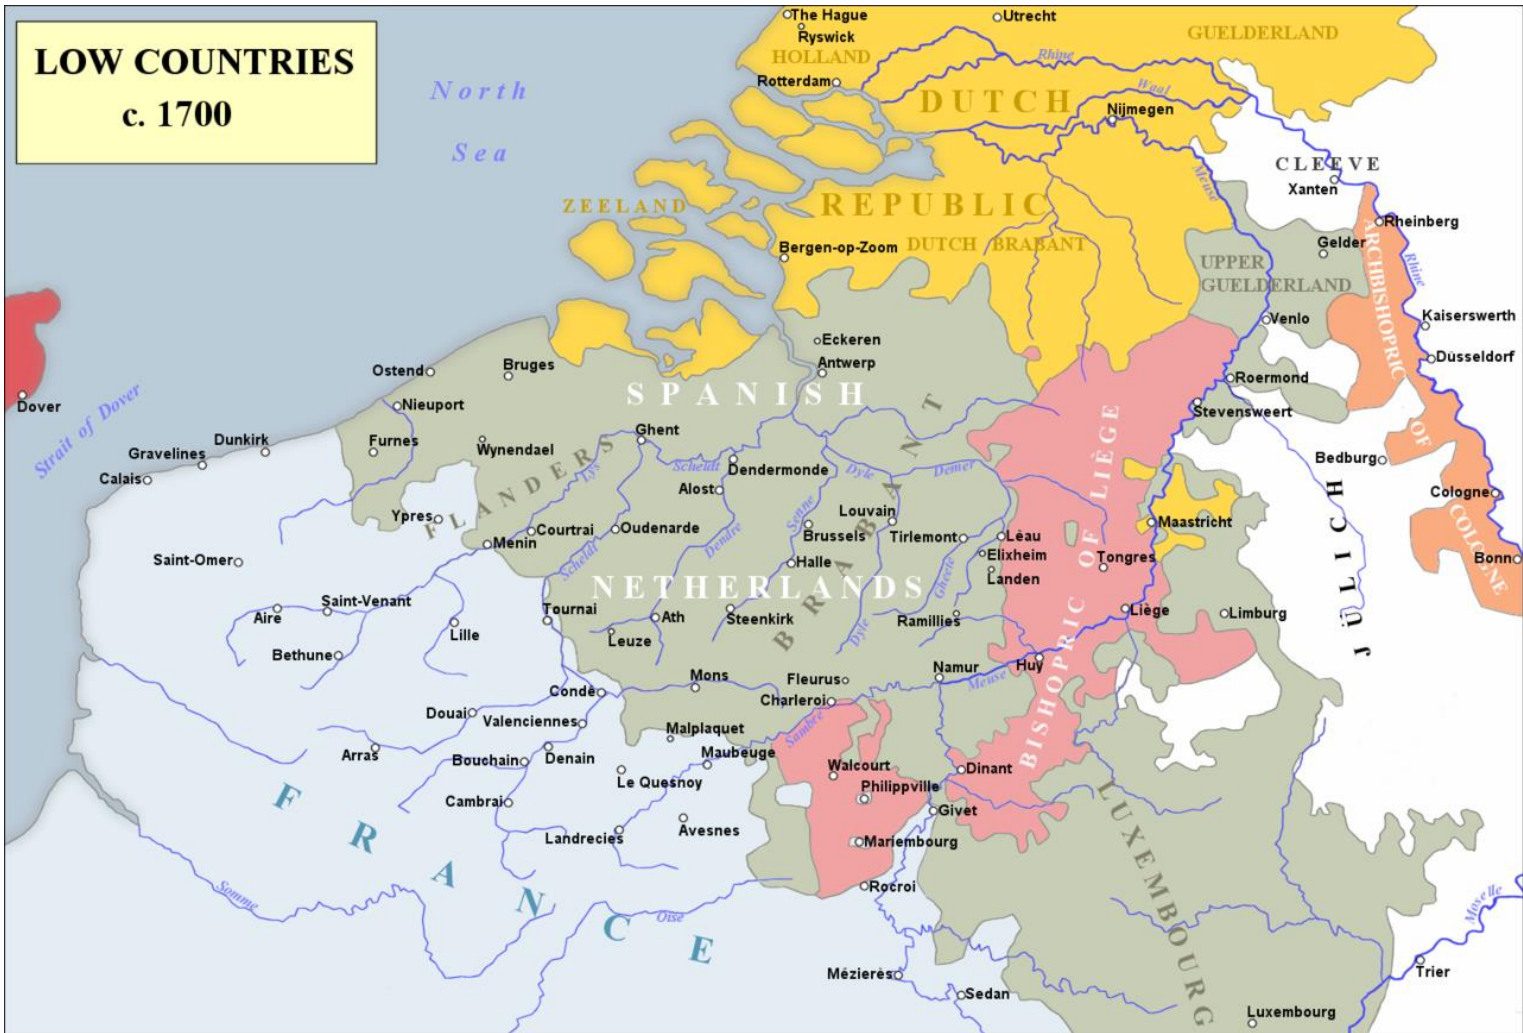 LOW COUNTRIES
c. 1700
North
Sea
The Hague
Ryswick
HOLLAND
Rotterdam
Utrecht
GUELDERLAND
Rhine
Waal
DUTCH
Nijmegen
CLEEVE
Xanten
Meuse
ZEELAND
REPUBLIC
Bergen-op-Zoom
DUTCH BRABANT
Rheinberg
Gelder
ARCHBISHOPRIC
OF
COLOGNE
Rhine
UPPER
GUELDERLAND
Venlo
Kaiserswerth
Düsseldorf
Eckeren
Antwerp
Ostend
Bruges
Nieuport
SPANISH
Roermond
Stevensweert
Dover
Strait of Dover
Dunkirk
Gravelines
Calais
Furnes
Wynendael
Ghent
FLANDERS
Lys
Scheldt
Dendermonde
Dyle
Demer
BRABANT
BISHOPRIC OF LIÈGE
Bedburg
Cologne
Bonn
Alost
Ypres
Courtrai
Oudenarde
Menin
Scheldt
Dendre
Senne
Brussels
Louvain
Tirlemont
Léau
Elixheim
Landen
Maastricht
Tongres
JÜLICH
Saint-Omer
Halle
NETHERLANDS
Gheete
Aire
Saint-Venant
Lille
Tournai
Ath
Leuze
Steenkirk
Ramillies
Dyle
Liège
Limburg
Bethune
Huy
Namur
Meuse
Mons
Fleurus
Charleroi
Condé
Douai
Valenciennes
Malplaquet
Sambre
Arras
Bouchain
Denain
Maubeuge
Le Quesnoy
Walcourt
Dinant
Philippville
Cambrai
Givet
Landrecies
Avesnes
Mariembourg
FRANCE
LUXEMBOURG
Rocroi
Somme
Oise
Moselle
Mézierès
Sedan
Trier
Luxembourg